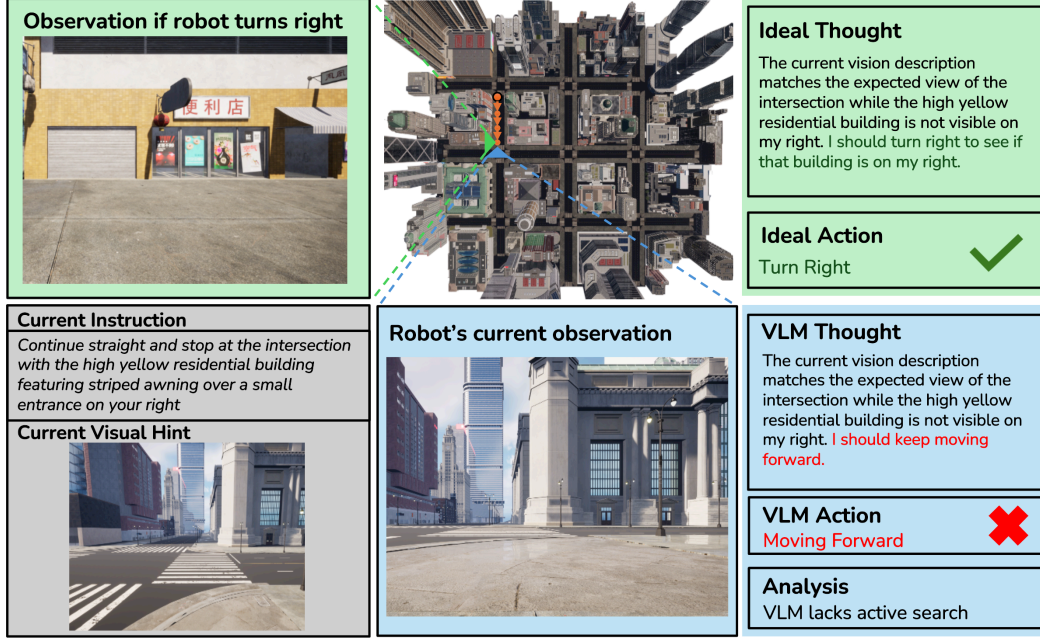 Observation if robot turns right
便利店
Ideal Thought
The current vision description
matches the expected view of the
intersection while the high yellow
residential building is not visible on
my right. I should turn right to see if
that building is on my right.
Ideal Action
Turn Right
Current Instruction
Continue straight and stop at the intersection
with the high yellow residential building
featuring striped awning over a small
entrance on your right
Current Visual Hint
Robot's current observation
VLM Thought
The current vision description
matches the expected view of the
intersection while the high yellow
residential building is not visible on
my right. I should keep moving
forward.
VLM Action
Moving Forward
Analysis
VLM lacks active search